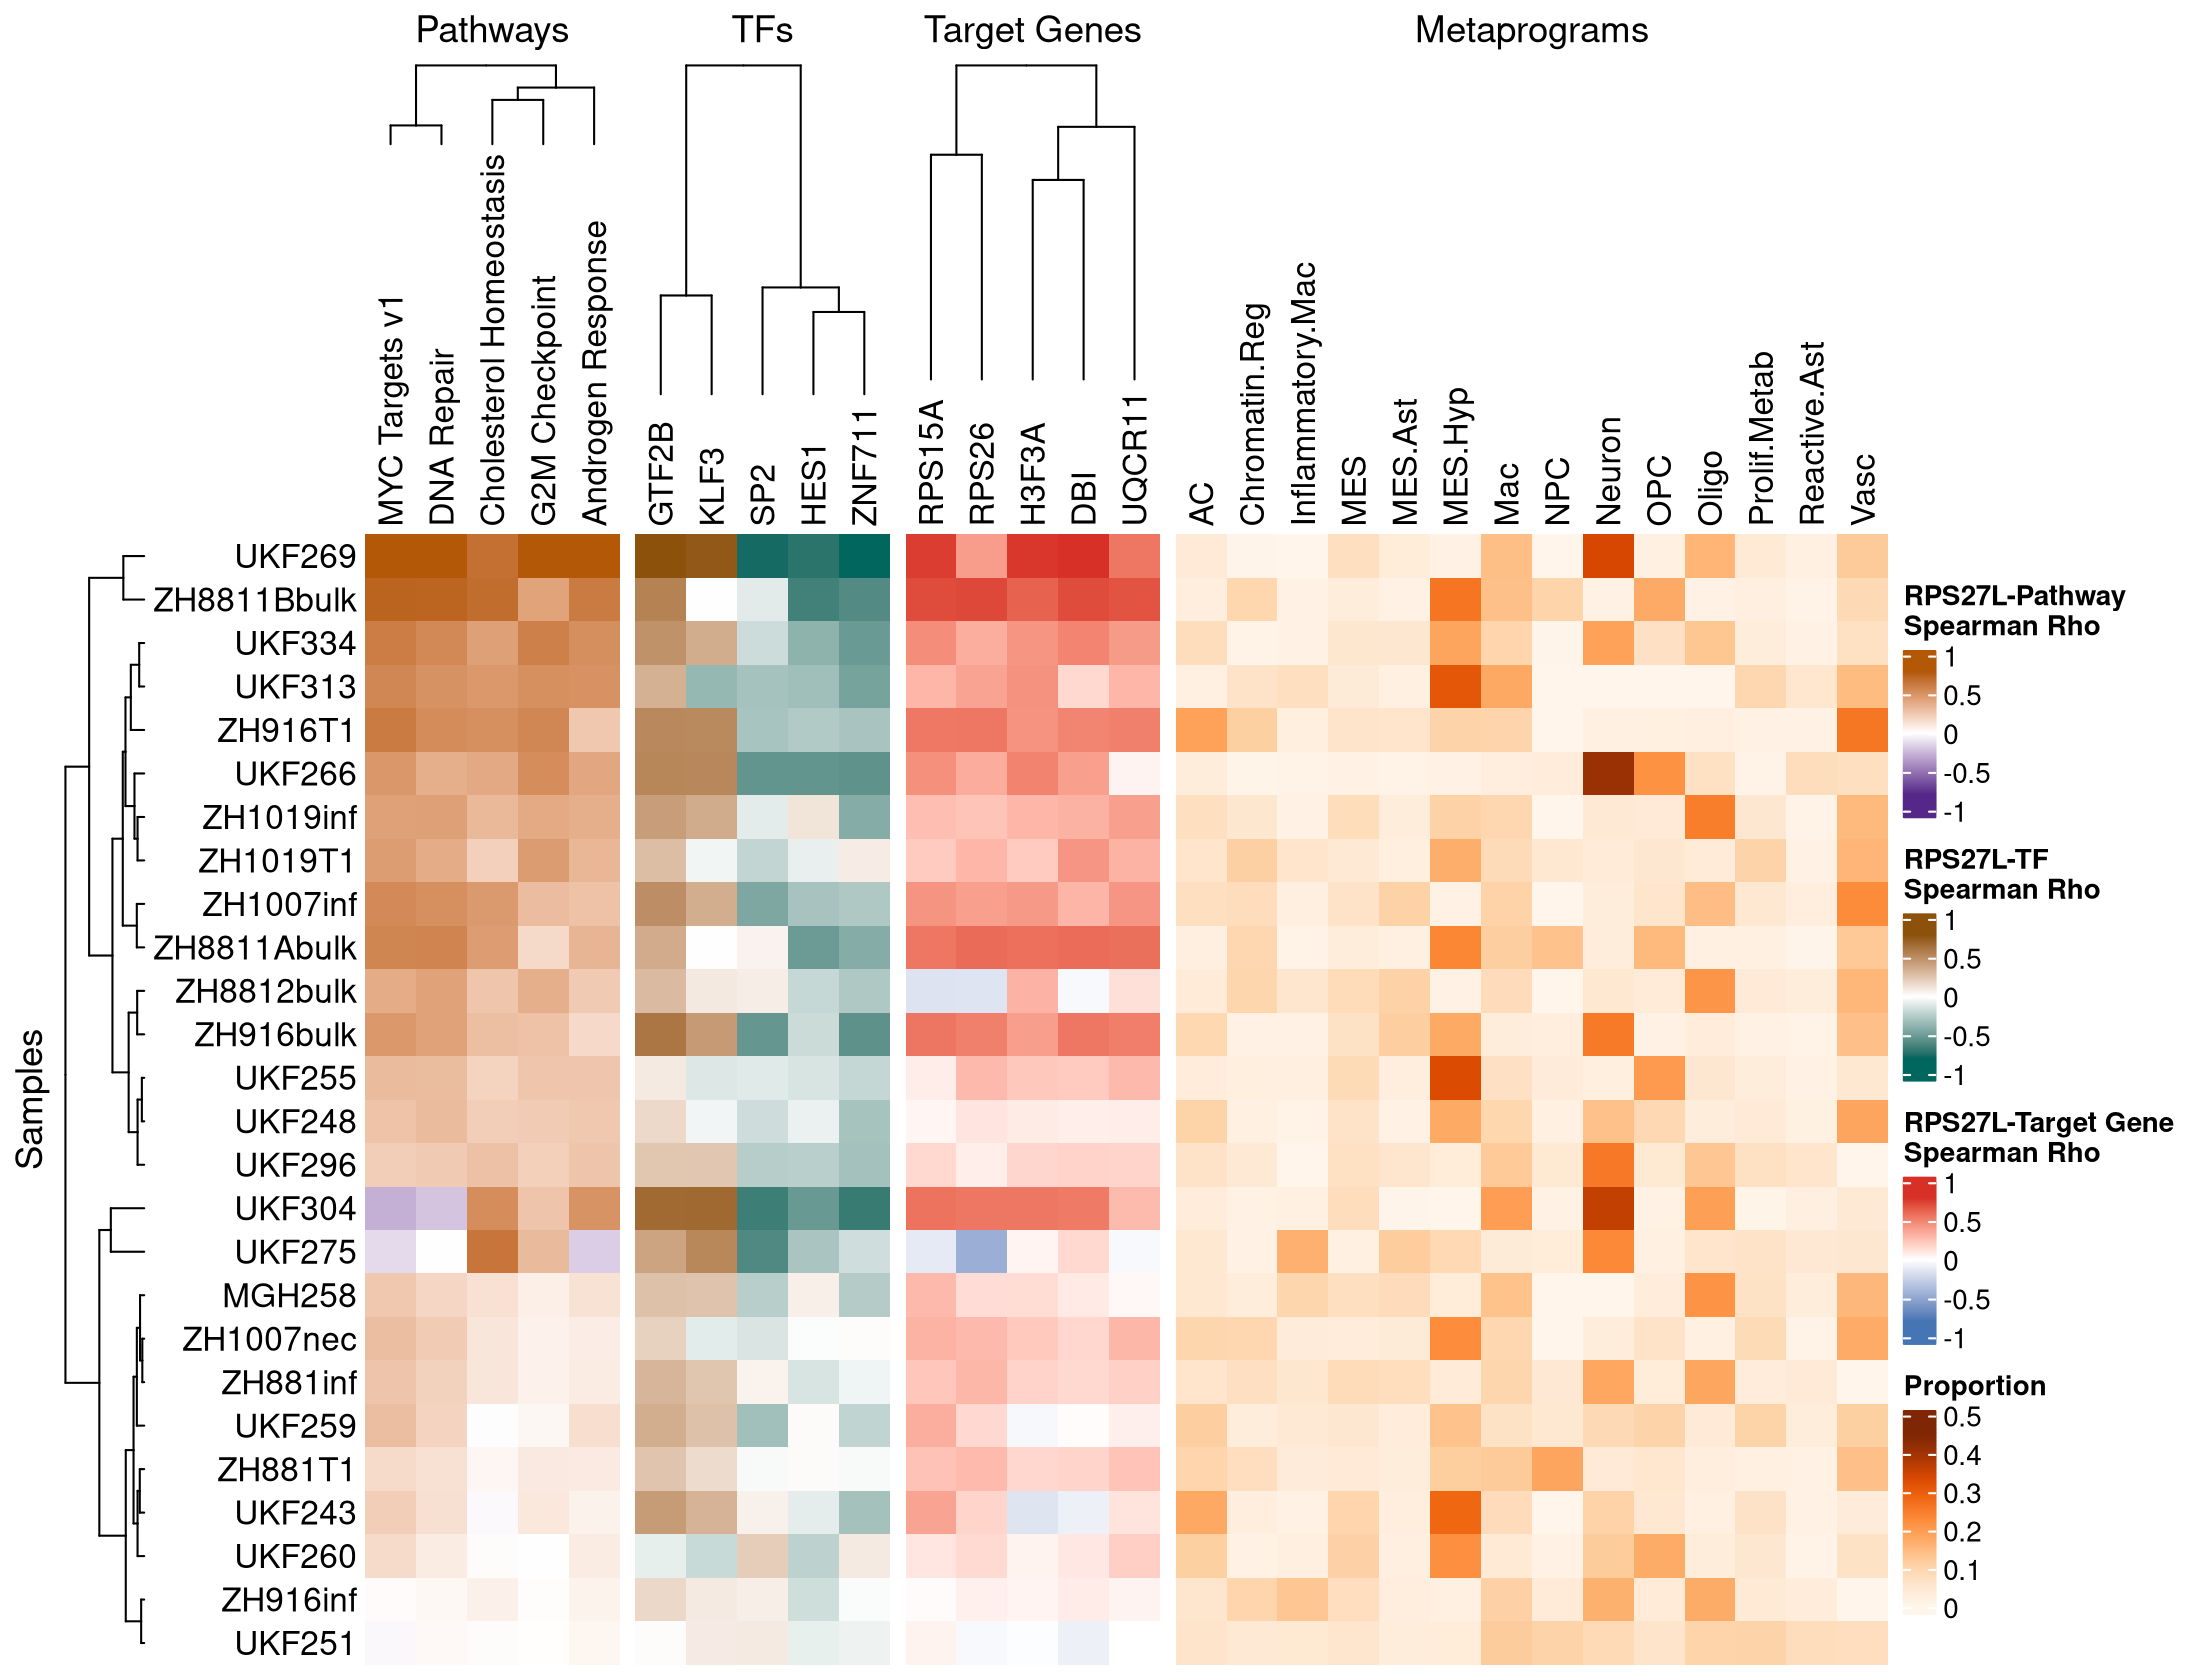 Pathways
TFs
Target Genes
Metaprograms
MYC Targets v1
DNA Repair
Cholesterol Homeostasis
G2M Checkpoint
Androgen Response
GTF2B
KLF3
SP2
HES1
ZNF711
RPS15A
RPS26
H3F3A
DBI
UQCR11
AC
Chromatin.Reg
Inflammatory.Mac
MES
MES.Ast
MES.Hyp
Mac
NPC
Neuron
OPC
Oligo
Prolif.Metab
Reactive.Ast
Vasc
Samples
UKF269
ZH8811Bbulk
UKF334
UKF313
ZH916T1
UKF266
ZH1019inf
ZH1019T1
ZH1007inf
ZH8811Abulk
ZH8812bulk
ZH916bulk
UKF255
UKF248
UKF296
UKF304
UKF275
MGH258
ZH1007nec
ZH881inf
UKF259
ZH881T1
UKF243
UKF260
ZH916inf
UKF251
RPS27L-Pathway
Spearman Rho
1
0.5
0
-0.5
-1
RPS27L-TF
Spearman Rho
1
0.5
0
-0.5
-1
RPS27L-Target Gene
Spearman Rho
1
0.5
0
-0.5
-1
Proportion
0.5
0.4
0.3
0.2
0.1
0